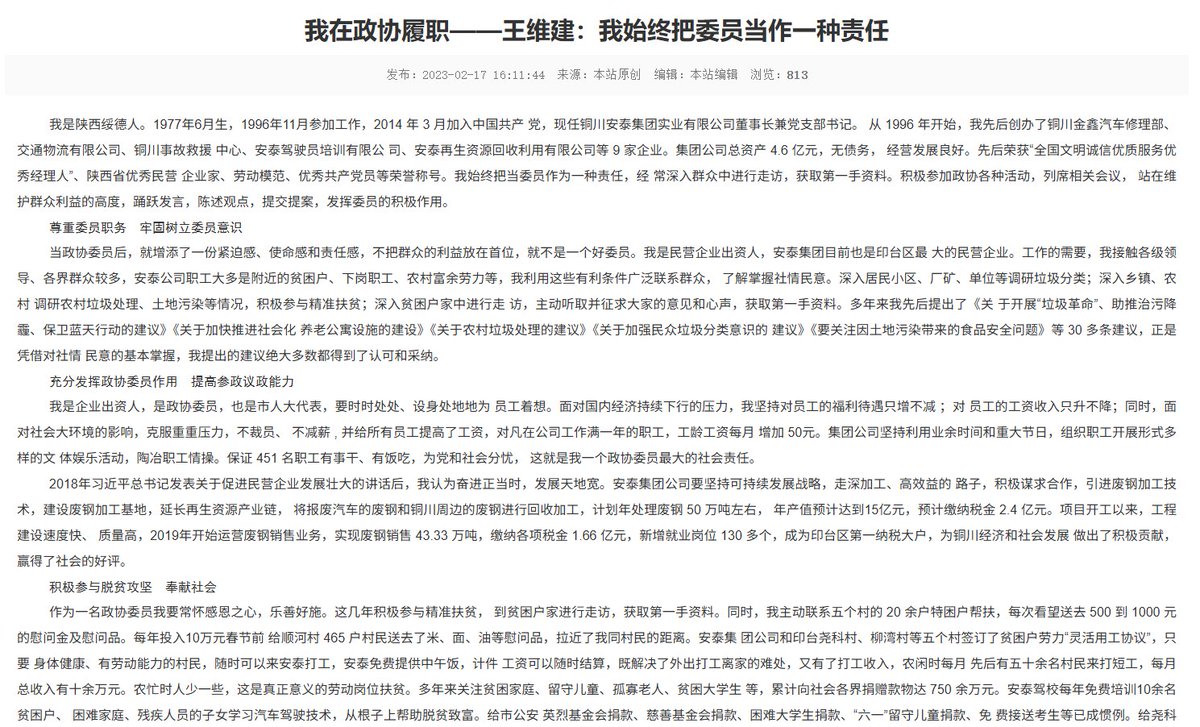 我在政协履职——王维建：我始终把委员当作一种责任
发布：2023-02-17 16:11:44 来源：本站原创 编辑：本站编辑 浏览：813
我是陕西绥德人。1977年6月生，1996年11月参加工作，2014 年 3 月加入中国共产 党，现任铜川安泰集团实业有限公司董事长兼党支部书记。 从 1996 年开始，我先后创办了铜川金鑫汽车修理部、
交通物流有限公司、铜川事故救援 中心、安泰驾驶员培训有限公 司、安泰再生资源回收利用有限公司等 9 家企业。集团公司总资产 4.6 亿元，无债务， 经营发展良好。先后荣获“全国文明诚信优质服务优
秀经理人”、陕西省优秀民营 企业家、劳动模范、优秀共产党员等荣誉称号。我始终把当委员作为一种责任，经 常深入群众中进行走访，获取第一手资料。积极参加政协各种活动，列席相关会议， 站在维
护群众利益的高度，踊跃发言，陈述观点，提交提案，发挥委员的积极作用。
尊重委员职务 牢固树立委员意识
当政协委员后，就增添了一份紧迫感、使命感和责任感，不把群众的利益放在首位，就不是一个好委员。我是民营企业出资人，安泰集团目前也是印台区最 大的民营企业。工作的需要，我接触各级领
导、各界群众较多，安泰公司职工大多是附近的贫困户、下岗职工、农村富余劳力等，我利用这些有利条件广泛联系群众， 了解掌握社情民意。深入居民小区、厂矿、单位等调研垃圾分类；深入乡镇、农
村 调研农村垃圾处理、土地污染等情况，积极参与精准扶贫；深入贫困户家中进行走 访，主动听取并征求大家的意见和心声，获取第一手资料。多年来我先后提出了《关 于开展“垃圾革命”、助推治污降
霾、保卫蓝天行动的建议》《关于加快推进社会化 养老公寓设施的建设》《关于农村垃圾处理的建议》《关于加强民众垃圾分类意识的 建议》《要关注因土地污染带来的食品安全问题》等 30 多条建议，正是
凭借对社情 民意的基本掌握，我提出的建议绝大多数都得到了认可和采纳。
充分发挥政协委员作用 提高参政议政能力
我是企业出资人，是政协委员，也是市人大代表，要时时处处、设身处地地为 员工着想。面对国内经济持续下行的压力，我坚持对员工的福利待遇只增不减 ；对 员工的工资收入只升不降；同时，面
对社会大环境的影响，克服重重压力，不裁员、 不减薪 , 并给所有员工提高了工资，对凡在公司工作满一年的职工，工龄工资每月 增加 50元。集团公司坚持利用业余时间和重大节日，组织职工开展形式多
样的文 体娱乐活动，陶冶职工情操。保证 451 名职工有事干、有饭吃，为党和社会分忧， 这就是我一个政协委员最大的社会责任。
2018年习近平总书记发表关于促进民营企业发展壮大的讲话后，我认为奋进正当时，发展天地宽。安泰集团公司要坚持可持续发展战略，走深加工、高效益的 路子，积极谋求合作，引进废钢加工技
术，建设废钢加工基地，延长再生资源产业链， 将报废汽车的废钢和铜川周边的废钢进行回收加工，计划年处理废钢 50 万吨左右， 年产值预计达到15亿元，预计缴纳税金 2.4 亿元。项目开工以来，工程
建设速度快、 质量高，2019年开始运营废钢销售业务，实现废钢销售 43.33 万吨，缴纳各项税金 1.66 亿元，新增就业岗位 130 多个，成为印台区第一纳税大户，为铜川经济和社会发展 做出了积极贡献，
赢得了社会的好评。
积极参与脱贫攻坚 奉献社会
作为一名政协委员我要常怀感恩之心，乐善好施。这几年积极参与精准扶贫， 到贫困户家进行走访，获取第一手资料。同时，我主动联系五个村的 20 余户特困户帮扶，每次看望送去 500 到 1000 元
的慰问金及慰问品。每年投入10万元春节前 给顺河村 465 户村民送去了米、面、油等慰问品，拉近了我同村民的距离。安泰集 团公司和印台尧科村、柳湾村等五个村签订了贫困户劳力“灵活用工协议”，只
要 身体健康、有劳动能力的村民，随时可以来安泰打工，安泰免费提供中午饭，计件 工资可以随时结算，既解决了外出打工离家的难处，又有了打工收入，农闲时每月 先后有五十余名村民来打短工，每月
总收入有十余万元。农忙时人少一些，这是真正意义的劳动岗位扶贫。多年来关注贫困家庭、留守儿童、孤寡老人、贫困大学生 等，累计向社会各界捐赠款物达 750 余万元。安泰驾校每年免费培训10余名
贫困户、 困难家庭、残疾人员的子女学习汽车驾驶技术，从根子上帮助脱贫致富。给市公安 英烈基金会捐款、慈善基金会捐款、困难大学生捐款、“六一”留守儿童捐款、免 费接送考生等已成惯例。给尧科